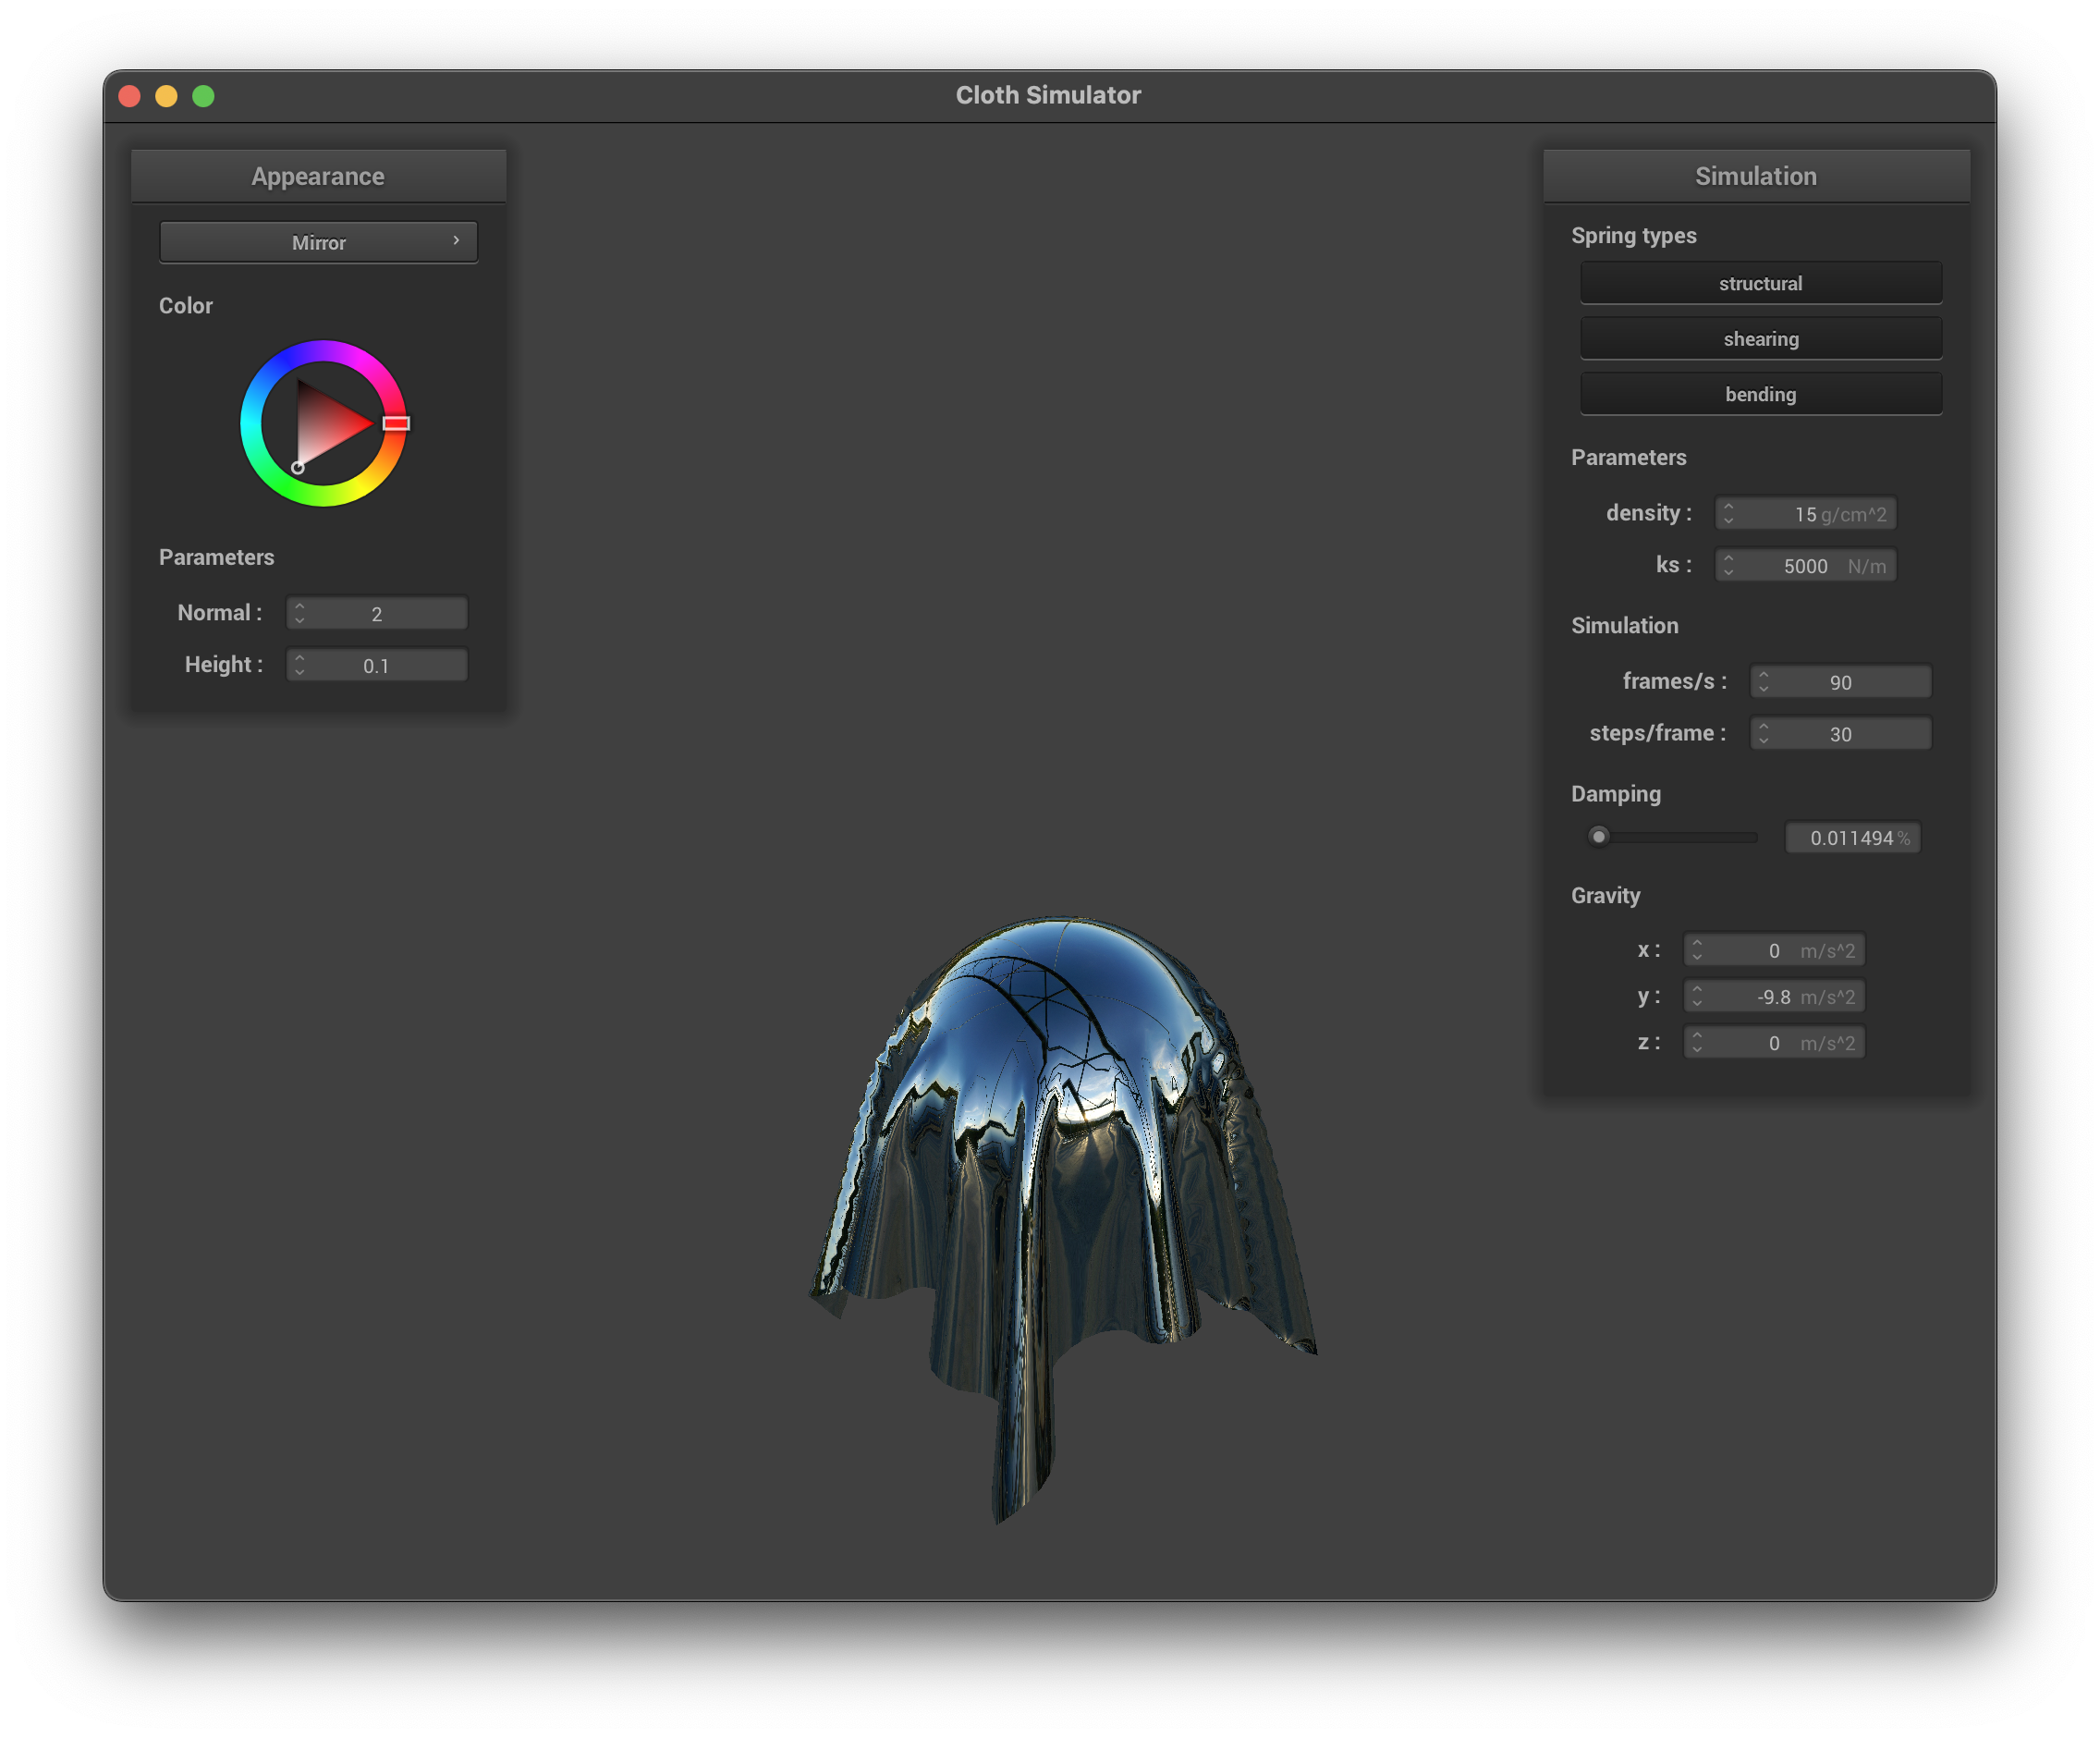 Cloth Simulator
Appearance
Mirror
Color
Parameters
Normal : 2
Height : 0.1
Simulation
Spring types
structural
shearing
bending
Parameters
density : 15 g/cm^2
ks : 5000 N/m
Simulation
frames/s : 90
steps/frame : 30
Damping
0.011494 %
Gravity
x : 0 m/s^2
y : -9.8 m/s^2
z : 0 m/s^2